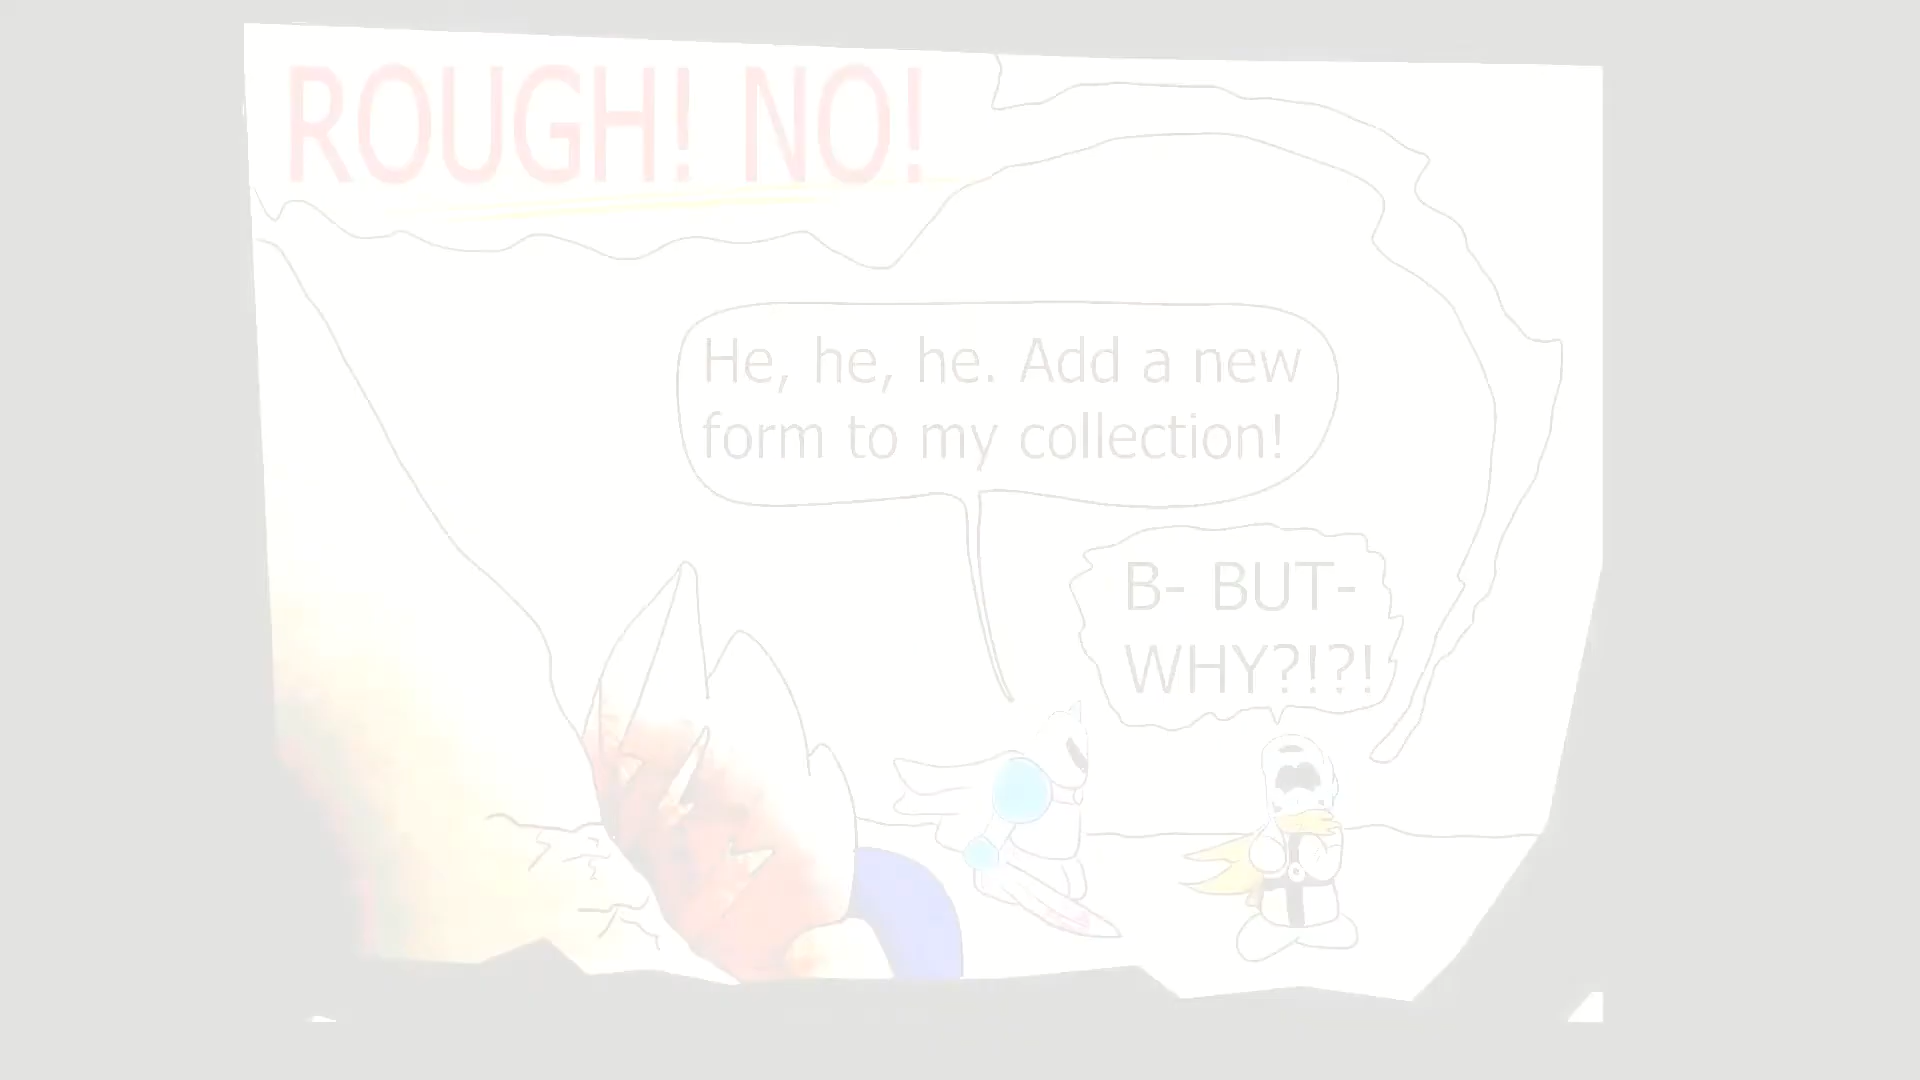 ROUGH! NO!
He, he, he. Add a new
form to my collection!
B- BUT-
WHY?!?!